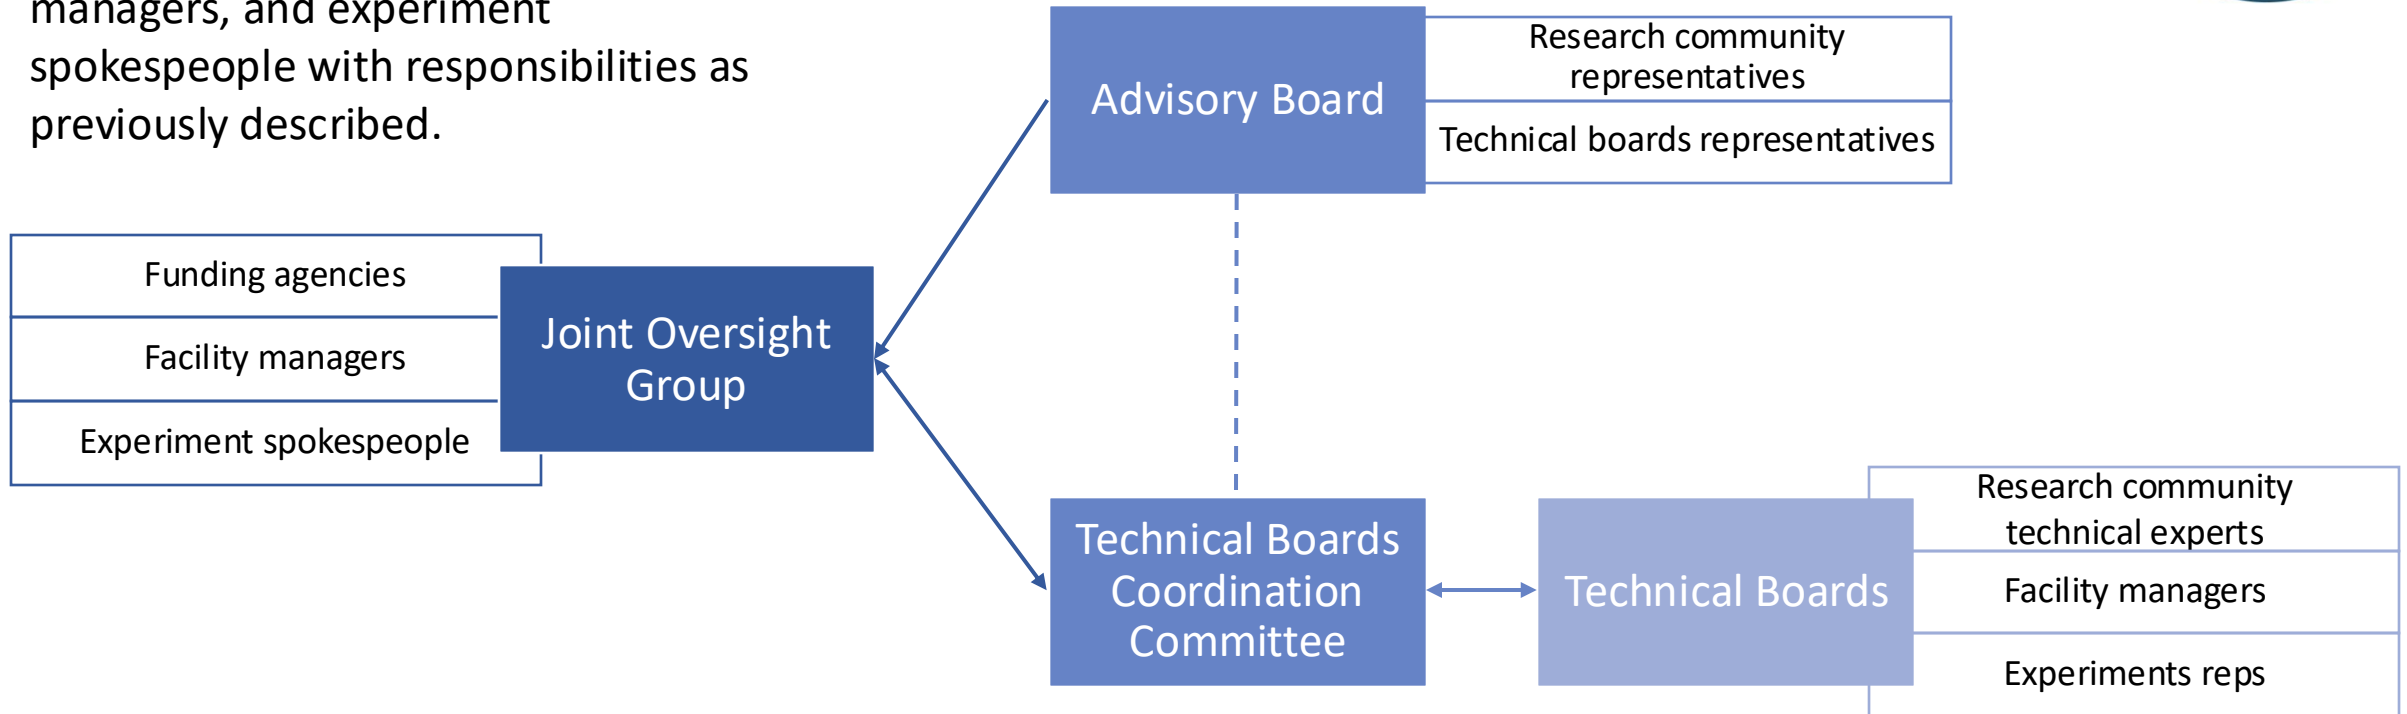 managers, and experiment
spokespeople with responsibilities as
previously described.
Advisory Board
Research community
representatives
Technical boards representatives
Funding agencies
Facility managers
Experiment spokespeople
Joint Oversight
Group
Technical Boards
Coordination
Committee
Technical Boards
Research community
technical experts
Facility managers
Experiments reps